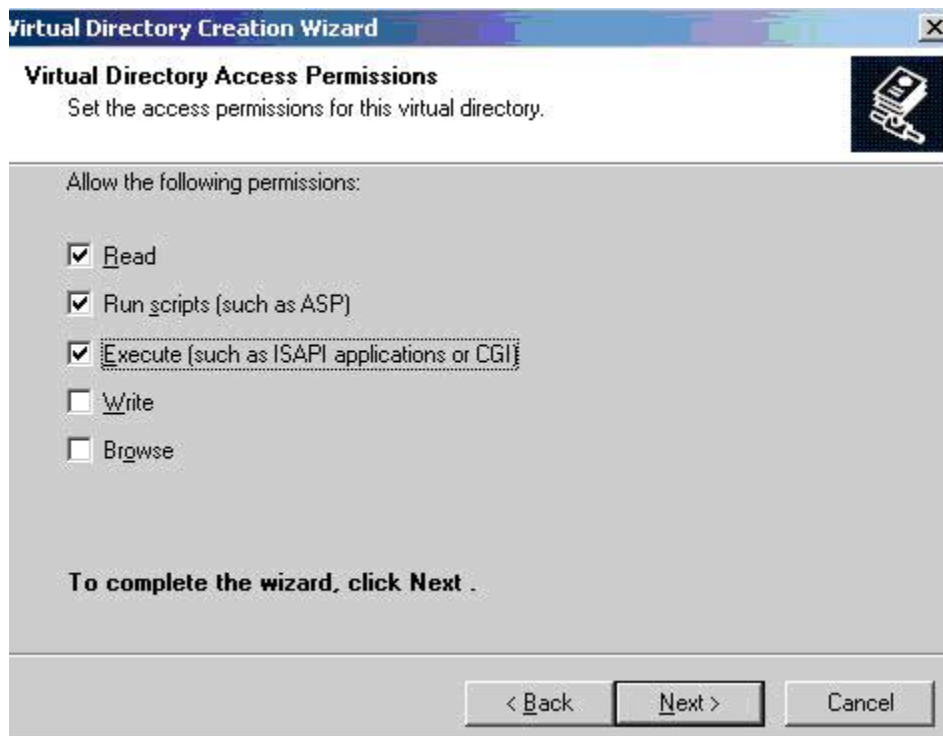 Virtual Directory Creation Wizard
Virtual Directory Access Permissions
Set the access permissions for this virtual directory.
Allow the following permissions:
Read
Run scripts (such as ASP)
Execute (such as ISAPI applications or CGI)
Write
Browse
To complete the wizard, click Next .
< Back Next > Cancel